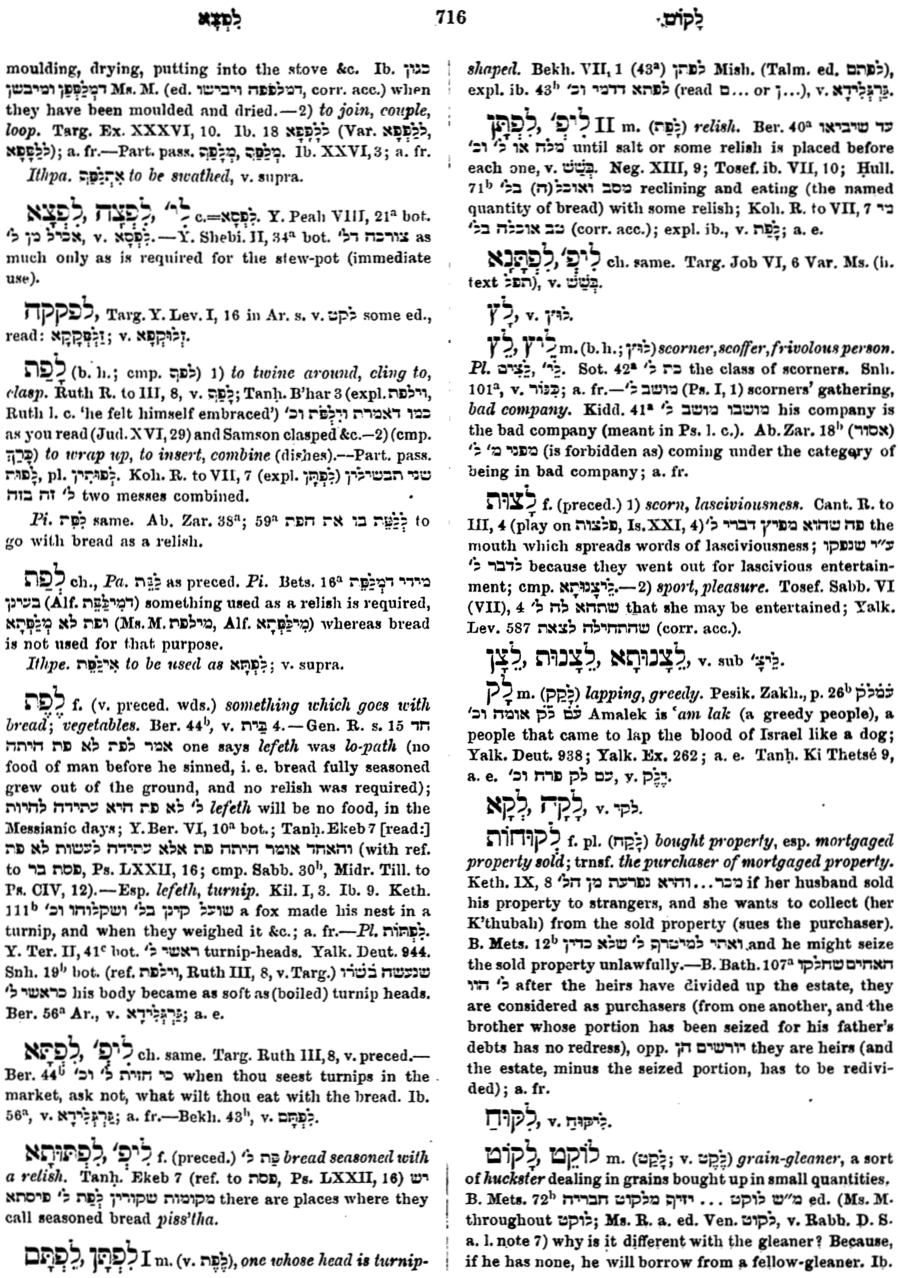 לִפְצָא 716 לָקוֹט
moulding, drying, putting into the stove &c. Ib. כגון
דמלפפן ומיבשן Ms. M. (ed. דמלפפה ויבישו, corr. acc.) when
they have been moulded and dried.—2) to join, couple,
loop. Targ. Ex. XXXVI, 10. Ib. 18 לְלַפְּפָא (Var. לְלַפְּפָא,
לְלַפְּפָא); a. fr.—Part. pass. מְלַפַּף, מְלַפַּף. Ib. XXVI, 3; a. fr.
Ithpa. אִתְלַפַּף to be swathed, v. supra.
לִפְצָא, לִפְצָה, לִי' c.=לִפְסָא. Y. Peah VIII, 21ᵃ bot.
אכיל מן ל', v. לִפְסָא.—Y. Shebi. II, 34ᵃ bot. צורכה דל' as
much only as is required for the stew-pot (immediate
use).
לפקקה, Targ. Y. Lev. I, 16 in Ar. s. v. לקט some ed.,
read: זַלְפְּקָקָא; v. זְלוּקְפָא.
לָפַת (b. h.; cmp. לפף) 1) to twine around, cling to,
clasp. Ruth R. to III, 8, v. לָפַף; Tanḥ. B'har 3 (expl. וילפת,
Ruth l. c. 'he felt himself embraced') כמו דאמרת וַיִּלְפֹּת וכ'
as you read (Jud. XVI, 29) and Samson clasped &c.—2) (cmp.
כָּרַךְ) to wrap up, to insert, combine (dishes).—Part. pass.
לָפוּת, pl. לְפוּתִין. Koh. R. to VII, 7 (expl. לִפְתָּן) שני תבשילין
ל' זה בזה two messes combined.
Pi. לִפֵּת same. Ab. Zar. 38ᵃ; 59ᵃ לְלַפֵּת בו את הפת to
go with bread as a relish.
לְפַת ch., Pa. לַפֵּת as preced. Pi. Bets. 16ᵃ מידי דמְלַפֵּת
בעינן (Alf. דמִילַפֵּת) something used as a relish is required,
ופת לא מְלַפְּתָא (Ms. M. מילפת, Alf. מִילַפְּתָא) whereas bread
is not used for that purpose.
Ithpe. אִילַּפֵּת to be used as לִפְתָּא; v. supra.
לֶפֶת f. (v. preced. wds.) something which goes with
bread; vegetables. Ber. 44ᵇ, v. בַּיִת 4.—Gen. R. s. 15 חד
אמר לפת לא פת היתה one says lefeth was lo-path (no
food of man before he sinned, i. e. bread fully seasoned
grew out of the ground, and no relish was required);
ל' לא פת היא עתידה להיות lefeth will be no food, in the
Messianic days; Y. Ber. VI, 10ᵃ bot.; Tanḥ. Ekeb 7 [read:]
והאחד אומר היתה פת אלא עתידה לעשות לא פת (with ref.
to פסת בר, Ps. LXXII, 16; cmp. Sabb. 30ᵇ, Midr. Till. to
Ps. CIV, 12).—Esp. lefeth, turnip. Kil. I, 3. Ib. 9. Keth.
111ᵇ שועל קינן בל' ושקלוהו וכ' a fox made his nest in a
turnip, and when they weighed it &c.; a. fr.—Pl. לְפָתוֹת.
Y. Ter. II, 41ᶜ bot. ראשי ל' turnip-heads. Yalk. Deut. 944.
Snh. 19ᵇ bot. (ref. וילפת, Ruth III, 8, v. Targ.) שנעשה בשרו
כראשי ל' his body became as soft as (boiled) turnip heads.
Ber. 56ᵃ Ar., v. גַּרְגְּלִידָא; a. e.
לִפְתָּא, לִיפְ' ch. same. Targ. Ruth III, 8, v. preced.—
Ber. 44ᵇ כי חזית ל' וכ' when thou seest turnips in the
market, ask not, what wilt thou eat with the bread. Ib.
56ᵃ, v. גַּרְגְּלִידָא; a. fr.—Bekh. 43ᵇ, v. לִפְתָּם.
לִפְתּוּתָא, לִיפְ' f. (preced.) פַּת ל' bread seasoned with
a relish. Tanḥ. Ekeb 7 (ref. to פסת, Ps. LXXII, 16) יש
מקומות שקורין לְפַת ל' פיסתא there are places where they
call seasoned bread piss'tha.
לִפְתָּן, לִפְתָּם I m. (v. לֶפֶת), one whose head is turnip-
shaped. Bekh. VII, 1 (43ᵃ) לפתן Mish. (Talm. ed. לפתם),
expl. ib. 43ᵇ לפתא דדמי וכ' (read ם... or ן...), v. גַּרְגְּלִידָא.
לִפְתָּן, לִיפְ' II m. (לָפַת) relish. Ber. 40ᵃ עד שיביאו
מלח או ל' וכ' until salt or some relish is placed before
each one, v. בָּשַׁשׁ. Neg. XIII, 9; Tosef. ib. VII, 10; Ḥull.
71ᵇ מסב ואוכל(ה) בל' reclining and eating (the named
quantity of bread) with some relish; Koh. R. to VII, 7 מי
טב אוכלה בל' (corr. acc.); expl. ib., v. לָפַת; a. e.
לִפְתָּנָא, לִיפְ' ch. same. Targ. Job VI, 6 Var. Ms. (h.
text תפל), v. בָּשַׁשׁ.
לָץ, v. לוּץ.
לֵץ, לֵיץ m. (b. h.; לוּץ) scorner, scoffer, frivolous person.
Pl. לֵצִים, לֵי'. Sot. 42ᵃ כת ל' the class of scorners. Snh.
101ᵃ, v. כִּנּוֹר; a. fr.—מושב ל' (Ps. I, 1) scorners' gathering,
bad company. Kidd. 41ᵃ מושבו מושב ל' his company is
the bad company (meant in Ps. l. c.). Ab. Zar. 18ᵇ (אסור)
מפני מ' ל' (is forbidden as) coming under the category of
being in bad company; a. fr.
לָצוּת f. (preced.) 1) scorn, lasciviousness. Cant. R. to
III, 4 (play on פלצות, Is. XXI, 4) פה שהוא מפיץ דברי ל' the
mouth which spreads words of lasciviousness; ע"י שנפקו
לדבר ל' because they went out for lascivious entertain-
ment; cmp. לֵיצָנוּתָא.—2) sport, pleasure. Tosef. Sabb. VI
(VII), 4 שתהא לה ל' that she may be entertained; Yalk.
Lev. 587 שהתחילה לצאת (corr. acc.).
לֵצָן, לֵצָנוּת, לֵצָנוּתָא, v. sub לֵיצ'.
לַק m. (לָקַק) lapping, greedy. Pesik. Zakh., p. 26ᵇ עמלק
עם לק אומה וכ' Amalek is ʿam lak (a greedy people), a
people that came to lap the blood of Israel like a dog;
Yalk. Deut. 938; Yalk. Ex. 262; a. e. Tanḥ. Ki Thetsé 9,
a. e. עם לק פרח וכ', v. דָּלַק.
לָקָה, לְקָא, v. לקי.
לְקוּחוֹת f. pl. (לָקַח) bought property, esp. mortgaged
property sold; trnsf. the purchaser of mortgaged property.
Keth. IX, 8 מכר...והיא נפרעת מן הל' if her husband sold
his property to strangers, and she wants to collect (her
K'thubah) from the sold property (sues the purchaser).
B. Mets. 12ᵇ ואתי למיטרף ל' שלא כדין and he might seize
the sold property unlawfully.—B. Bath. 107ᵃ האחים שחלקו
ל' הוו after the heirs have divided up the estate, they
are considered as purchasers (from one another, and the
brother whose portion has been seized for his father's
debts has no redress), opp. יורשים הן they are heirs (and
the estate, minus the seized portion, has to be redivi-
ded); a. fr.
לִקּוּחַ, v. לִיקּוּחַ.
לָקוֹט, לוֹקֵט m. (לָקַט; v. לֶקֶט) grain-gleaner, a sort
of huckster dealing in grains bought up in small quantities.
B. Mets. 72ᵇ מ"ש לוקט ... יזיף מלקוט חבריה ed. (Ms. M.
throughout לוקט; Ms. R. a. ed. Ven. לקוט, v. Rabb. D. S.
a. l. note 7) why is it different with the gleaner? Because,
if he has none, he will borrow from a fellow-gleaner. Ib.